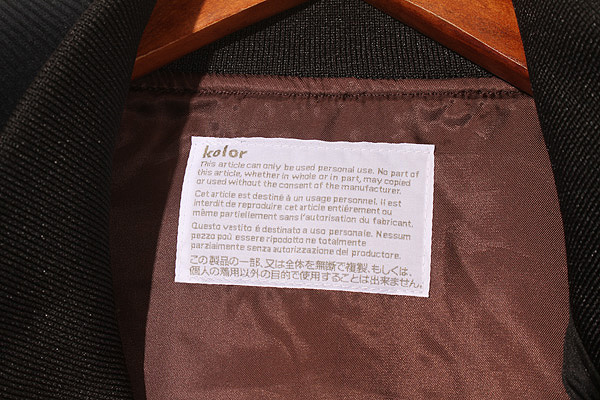 kolor
This article can only be used personal use. No part of
this article, whether in whole or in part, may copied
or used without the consent of the manufacturer.
Cet article est destiné à un usage personnel. Il est
interdit de reproduire cet article entiérement ou
même partiellement sans l'autorisation du fabricant.
Questo vestito é destinato a uso personale. Nessum
pezzo poù essere ripodotto ne totalmente
parzialmente senza autorizzazione del productore.
この製品の一部、又は全体を無断で複製、もしくは、
個人の着用以外の目的で使用することは出来ません。